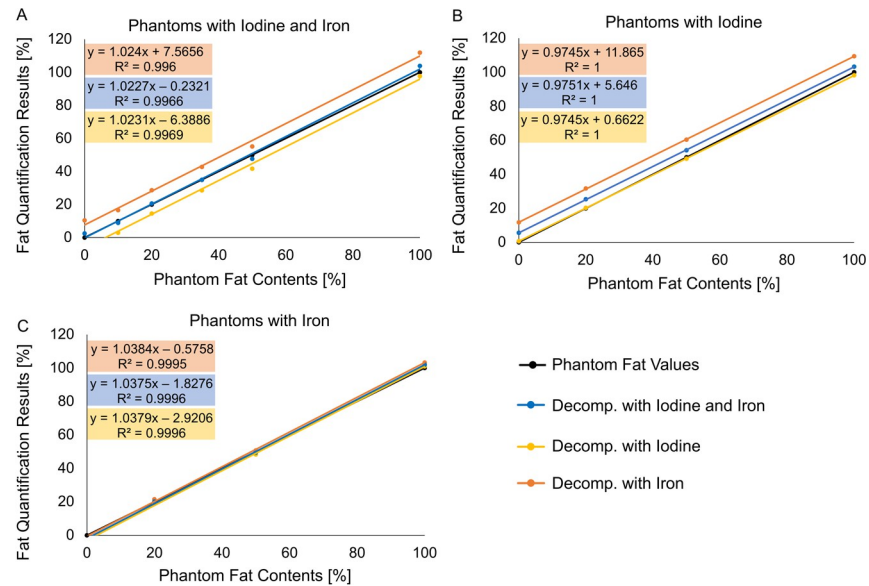 A
Phantoms with Iodine and Iron
Fat Quantification Results [%]
120
100
80
60
40
20
0
y = 1.024x + 7.5656
R² = 0.996
y = 1.0227x – 0.2321
R² = 0.9966
y = 1.0231x – 6.3886
R² = 0.9969
0 20 40 60 80 100
Phantom Fat Contents [%]
B
Phantoms with Iodine
Fat Quantification Results [%]
120
100
80
60
40
20
0
y = 0.9745x + 11.865
R² = 1
y = 0.9751x + 5.646
R² = 1
y = 0.9745x + 0.6622
R² = 1
0 20 40 60 80 100
Phantom Fat Contents [%]
C
Phantoms with Iron
Fat Quantification Results [%]
120
100
80
60
40
20
0
y = 1.0384x – 0.5758
R² = 0.9995
y = 1.0375x – 1.8276
R² = 0.9996
y = 1.0379x – 2.9206
R² = 0.9996
0 20 40 60 80 100
Phantom Fat Contents [%]
Phantom Fat Values
Decomp. with Iodine and Iron
Decomp. with Iodine
Decomp. with Iron